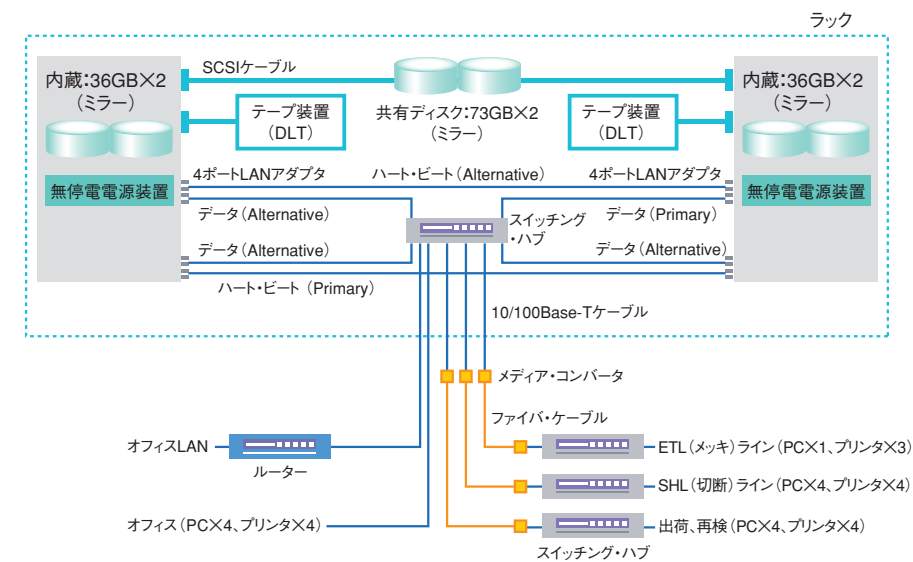 ラック
内蔵:36GB×2
（ミラー）
SCSIケーブル
共有ディスク:73GB×2
（ミラー）
内蔵:36GB×2
（ミラー）
テープ装置
（DLT）
テープ装置
（DLT）
無停電電源装置
4ポートLANアダプタ
ハート・ビート（Alternative）
4ポートLANアダプタ
無停電電源装置
データ（Alternative）
スイッチング
・ハブ
データ（Primary）
データ（Alternative）
データ（Alternative）
ハート・ビート（Primary）
10/100Base-Tケーブル
メディア・コンバータ
ファイバ・ケーブル
オフィスLAN
ルーター
ETL（メッキ）ライン（PC×1、プリンタ×3）
SHL（切断）ライン（PC×4、プリンタ×4）
オフィス（PC×4、プリンタ×4）
出荷、再検（PC×4、プリンタ×4）
スイッチング・ハブ